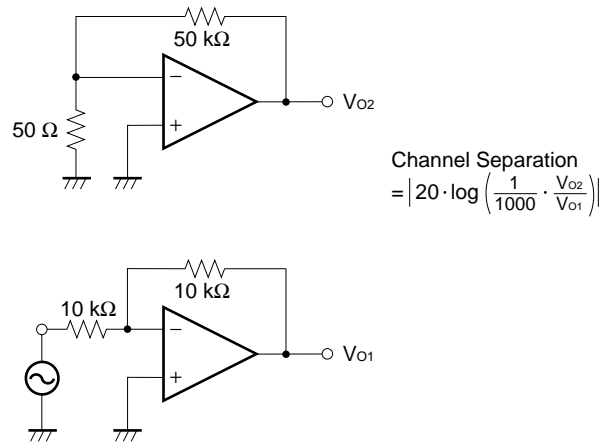 50 kΩ
−
VO2
50 Ω
+
Channel Separation
= | 20·log ( 1/1000 · VO2/VO1 ) |
10 kΩ
10 kΩ
−
VO1
+